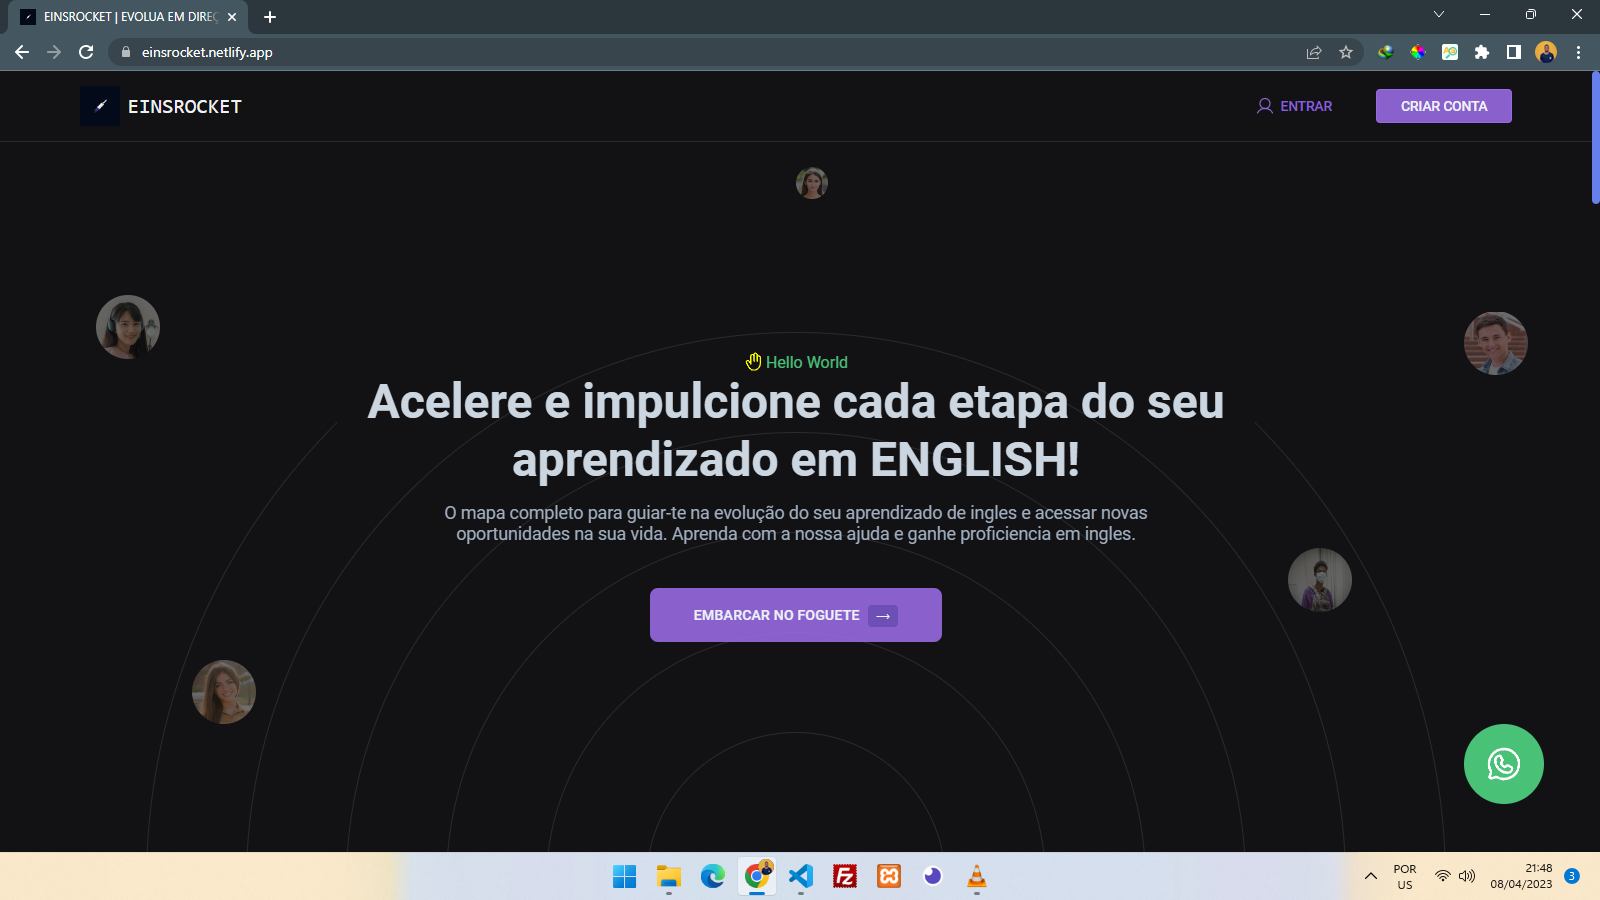 EINSROCKET | EVOLUA EM DIREÇ
einsrocket.netlify.app
EINSROCKET
ENTRAR
CRIAR CONTA
Hello World
Acelere e impulcione cada etapa do seu
aprendizado em ENGLISH!
O mapa completo para guiar-te na evolução do seu aprendizado de ingles e acessar novas
oportunidades na sua vida. Aprenda com a nossa ajuda e ganhe proficiencia em ingles.
EMBARCAR NO FOGUETE →
POR
US
21:48
08/04/2023
3